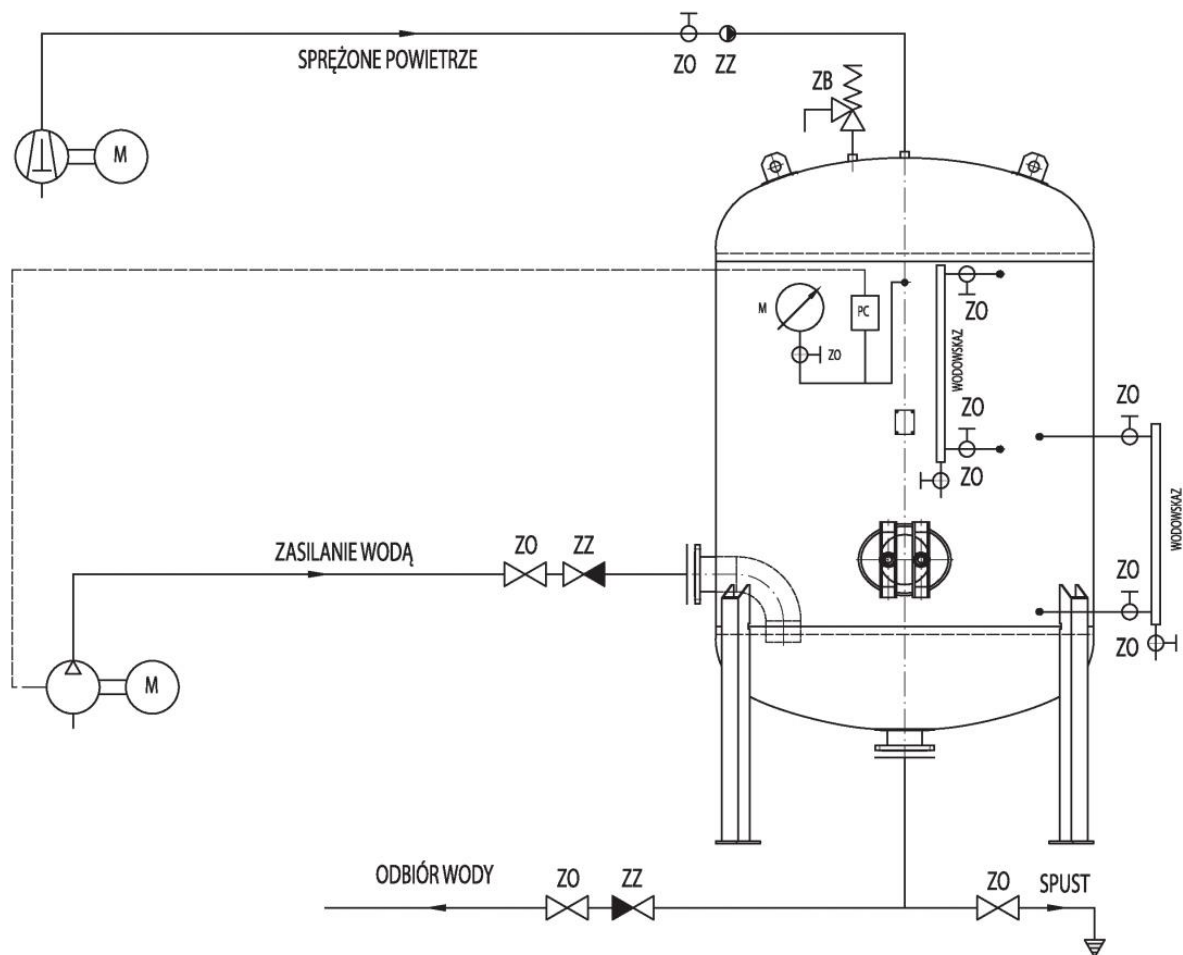 SPRĘŻONE POWIETRZE
ZO
ZZ
ZB
M
M
PC
ZO
ZO
WODOWSKAZ
ZO
ZO
ZO
WODOWSKAZ
ZO
ZO
ZASILANIE WODĄ
ZO
ZZ
M
ODBIÓR WODY
ZO
ZZ
ZO
SPUST